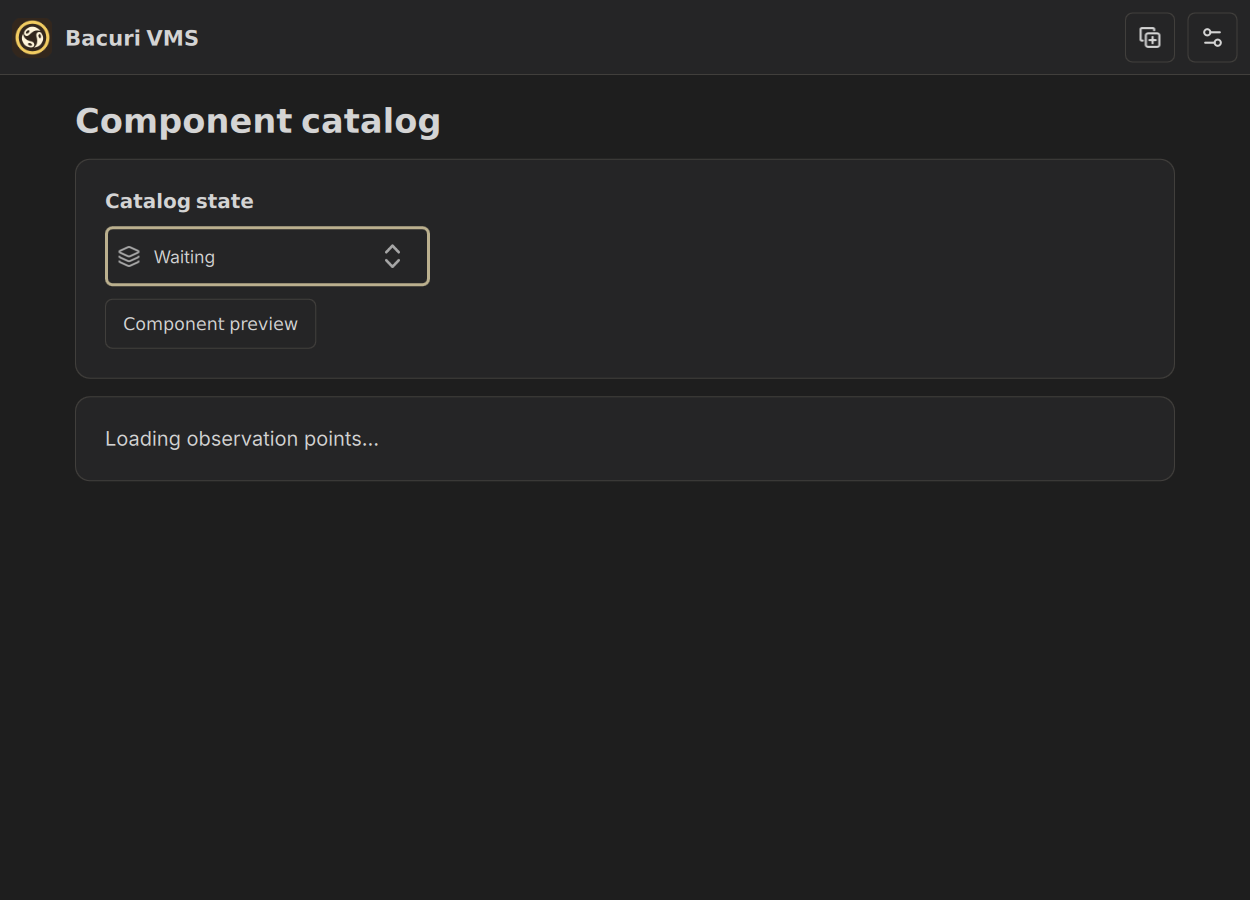 Bacuri VMS
Component catalog
Catalog state
Waiting
Component preview
Loading observation points...